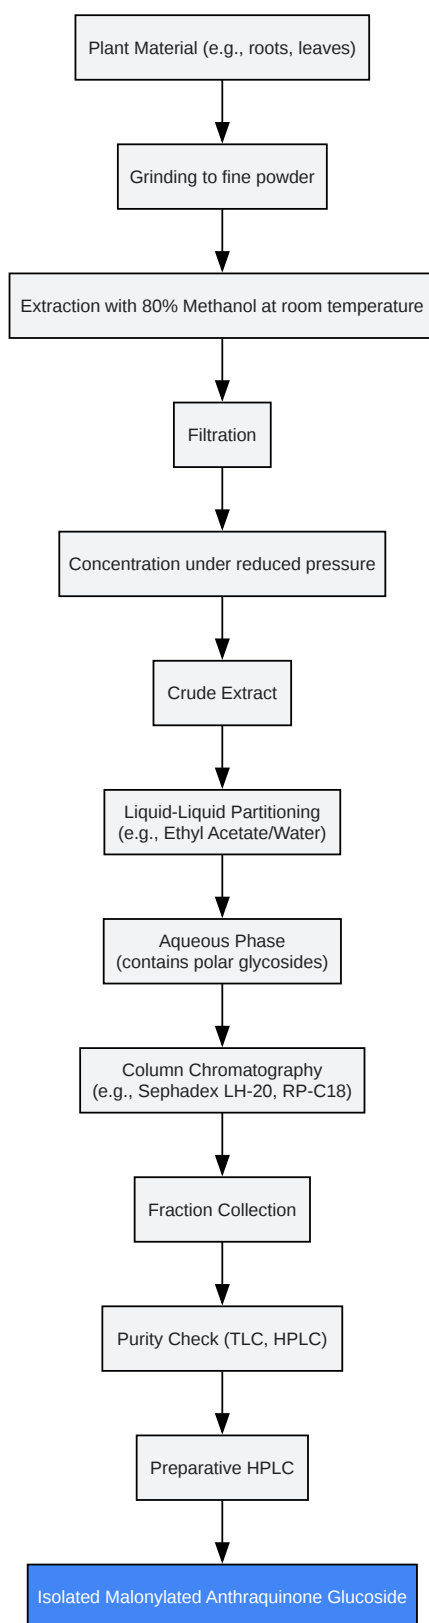 Plant Material (e.g., roots, leaves)
Grinding to fine powder
Extraction with 80% Methanol at room temperature
Filtration
Concentration under reduced pressure
Crude Extract
Liquid-Liquid Partitioning
(e.g., Ethyl Acetate/Water)
Aqueous Phase
(contains polar glycosides)
Column Chromatography
(e.g., Sephadex LH-20, RP-C18)
Fraction Collection
Purity Check (TLC, HPLC)
Preparative HPLC
Isolated Malonylated Anthraquinone Glucoside